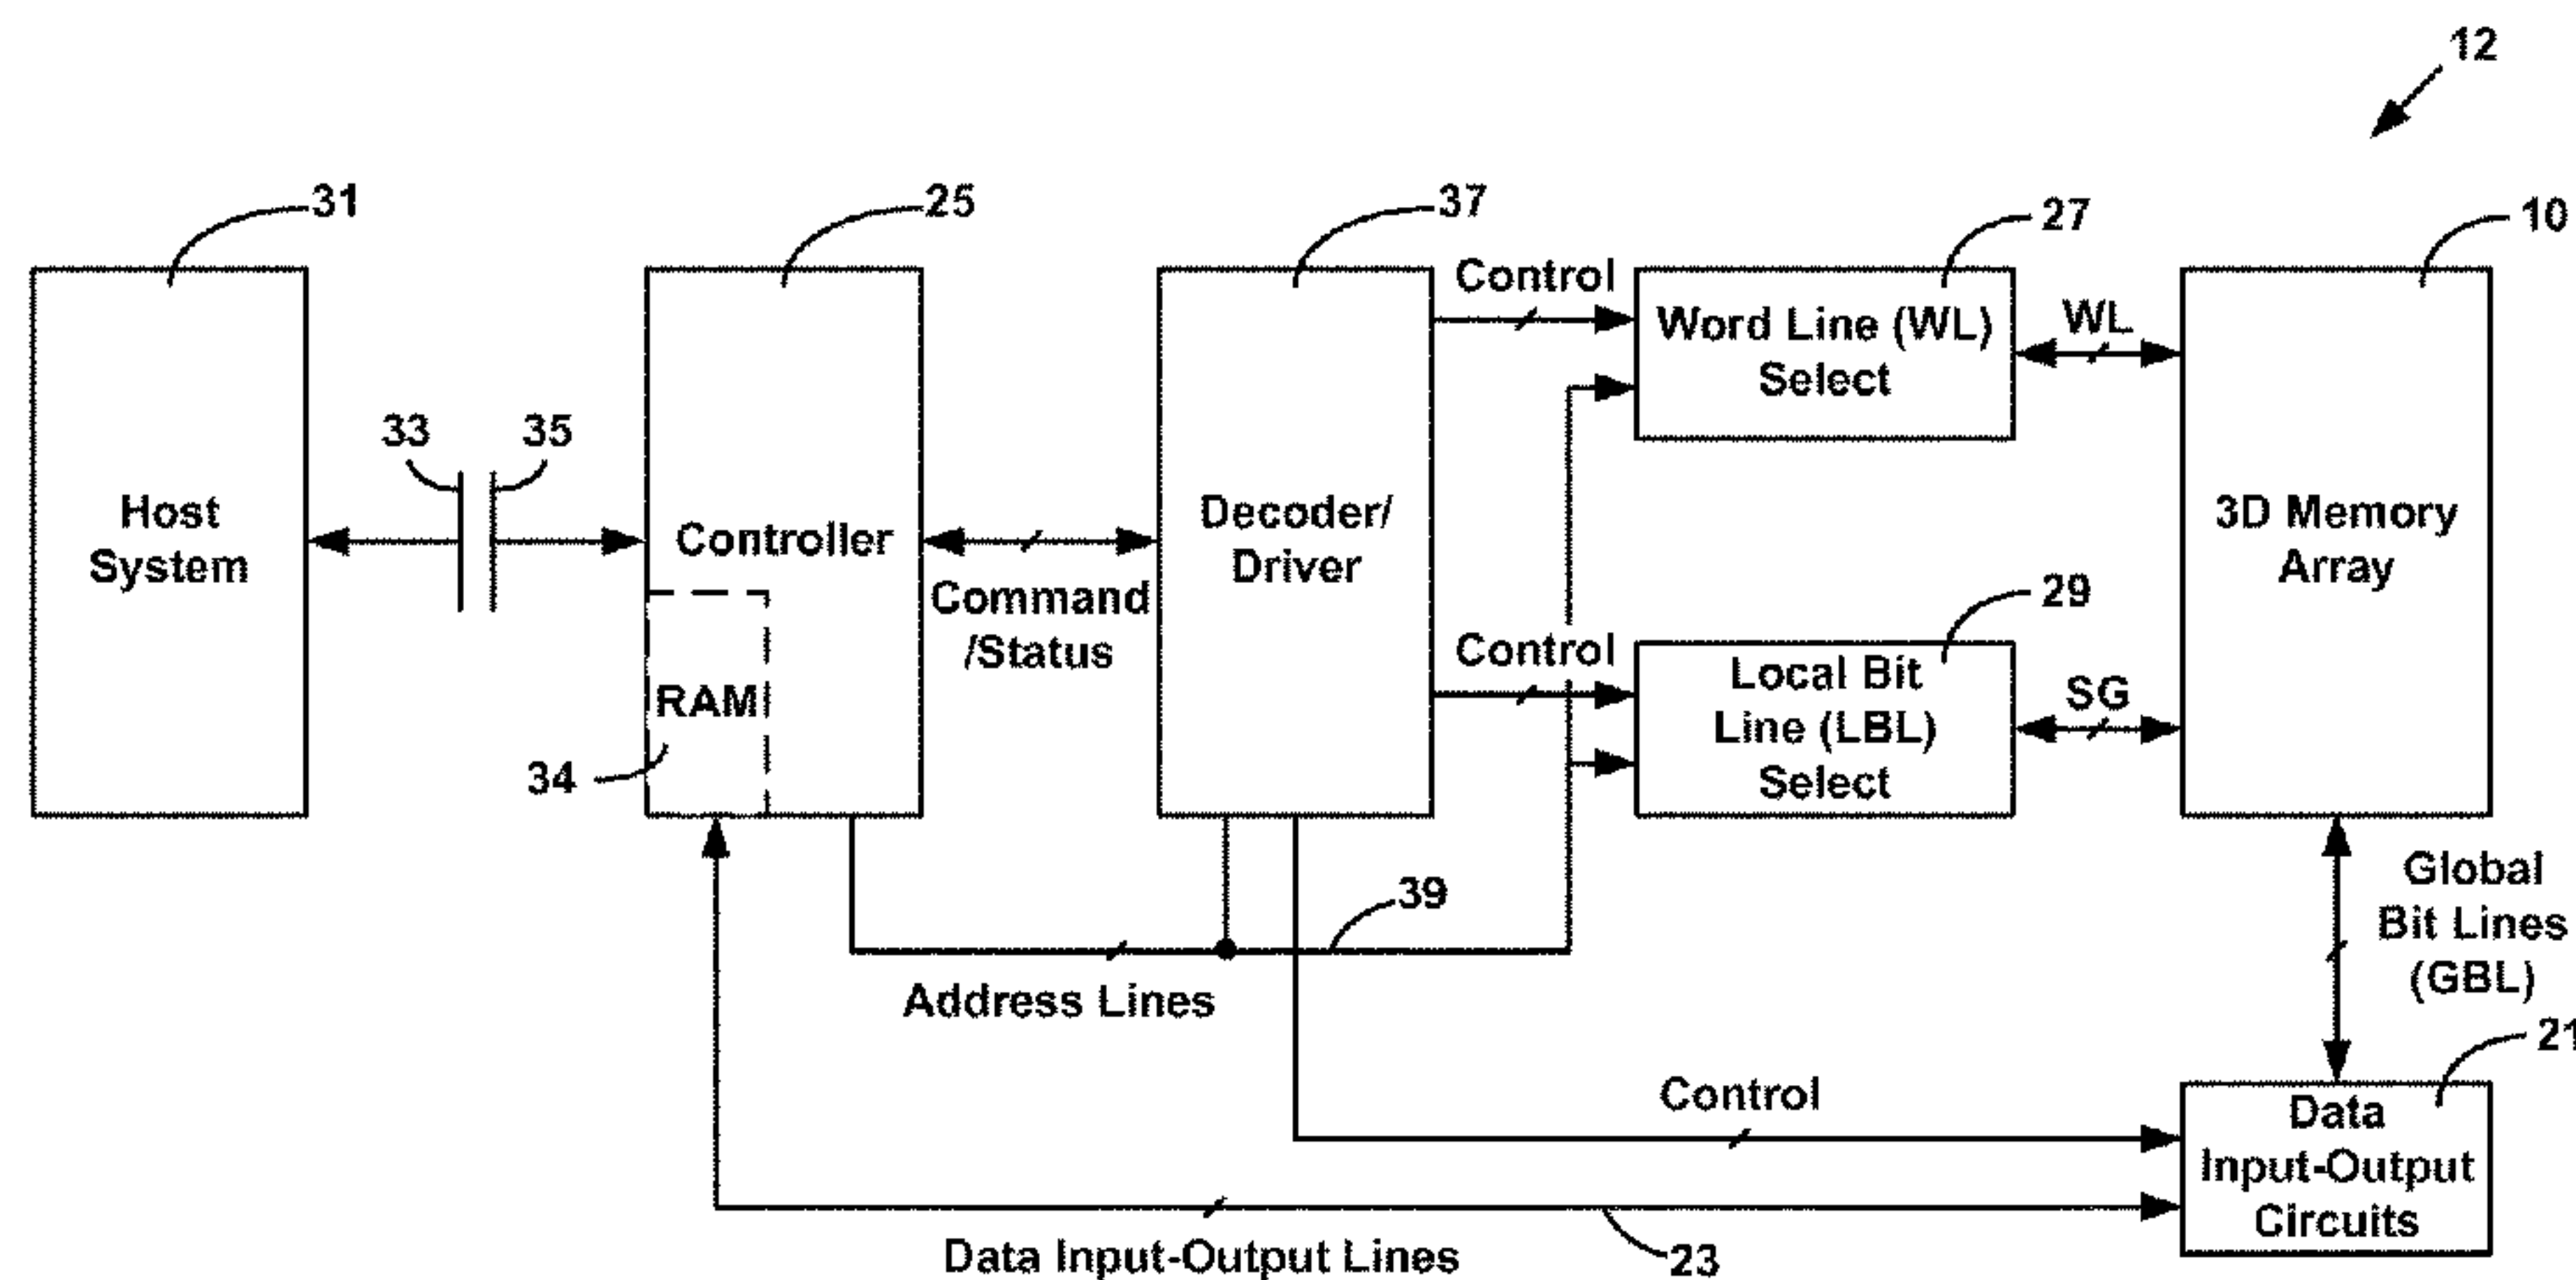 12
31
25
37
27
10
Control
Word Line (WL)
Select
WL
33
35
Host
System
Controller
Command
/Status
Decoder/
Driver
3D Memory
Array
29
Control
Local Bit
Line (LBL)
Select
SG
RAM
34
39
Address Lines
Global
Bit Lines
(GBL)
21
Control
Data
Input-Output
Circuits
Data Input-Output Lines
23